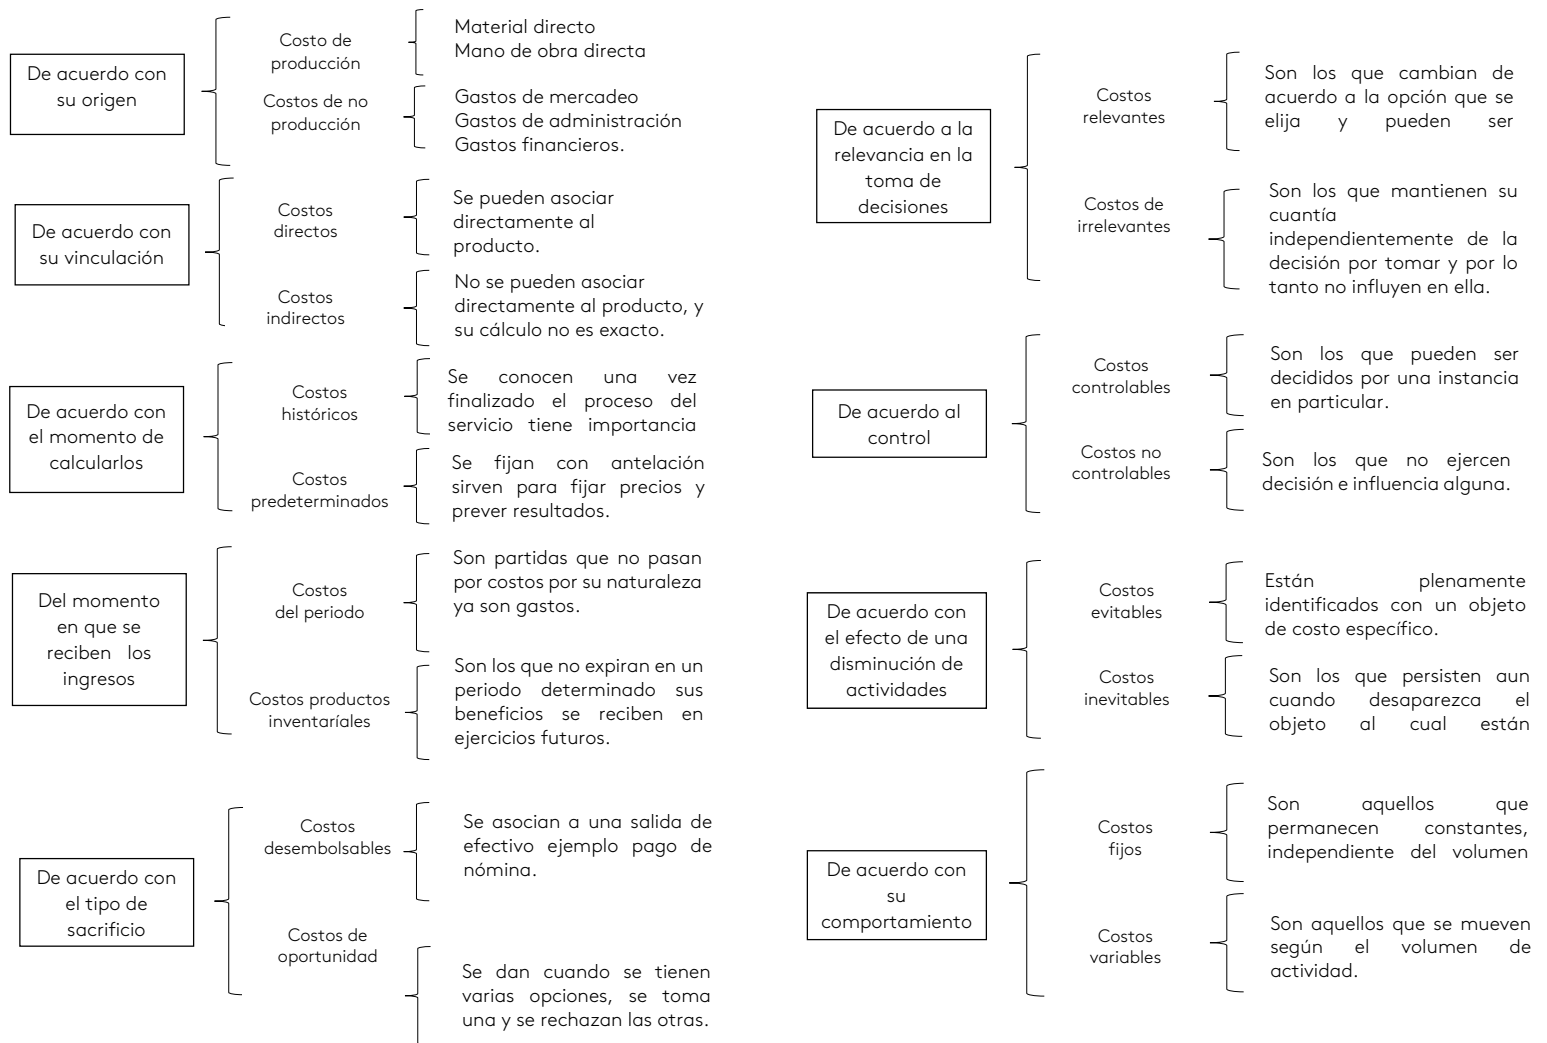 De acuerdo con
su origen
Costo de
producción
Material directo
Mano de obra directa
Costos de no
producción
Gastos de mercadeo
Gastos de administración
Gastos financieros.
De acuerdo con
su vinculación
Costos
directos
Se pueden asociar
directamente al
producto.
Costos
indirectos
No se pueden asociar
directamente al producto, y
su cálculo no es exacto.
De acuerdo con
el momento de
calcularlos
Costos
históricos
Se conocen una vez
finalizado el proceso del
servicio tiene importancia
Costos
predeterminados
Se fijan con antelación
sirven para fijar precios y
prever resultados.
Del momento
en que se
reciben los
ingresos
Costos
del periodo
Son partidas que no pasan
por costos por su naturaleza
ya son gastos.
Costos productos
inventaríales
Son los que no expiran en un
periodo determinado sus
beneficios se reciben en
ejercicios futuros.
De acuerdo con
el tipo de
sacrificio
Costos
desembolsables
Se asocian a una salida de
efectivo ejemplo pago de
nómina.
Costos de
oportunidad
Se dan cuando se tienen
varias opciones, se toma
una y se rechazan las otras.
De acuerdo a la
relevancia en la
toma de
decisiones
Costos
relevantes
Son los que cambian de
acuerdo a la opción que se
elija y pueden ser
Costos de
irrelevantes
Son los que mantienen su
cuantía
independientemente de la
decisión por tomar y por lo
tanto no influyen en ella.
De acuerdo al
control
Costos
controlables
Son los que pueden ser
decididos por una instancia
en particular.
Costos no
controlables
Son los que no ejercen
decisión e influencia alguna.
De acuerdo con
el efecto de una
disminución de
actividades
Costos
evitables
Están plenamente
identificados con un objeto
de costo específico.
Costos
inevitables
Son los que persisten aun
cuando desaparezca el
objeto al cual están
De acuerdo con
su
comportamiento
Costos
fijos
Son aquellos que
permanecen constantes,
independiente del volumen
Costos
variables
Son aquellos que se mueven
según el volumen de
actividad.